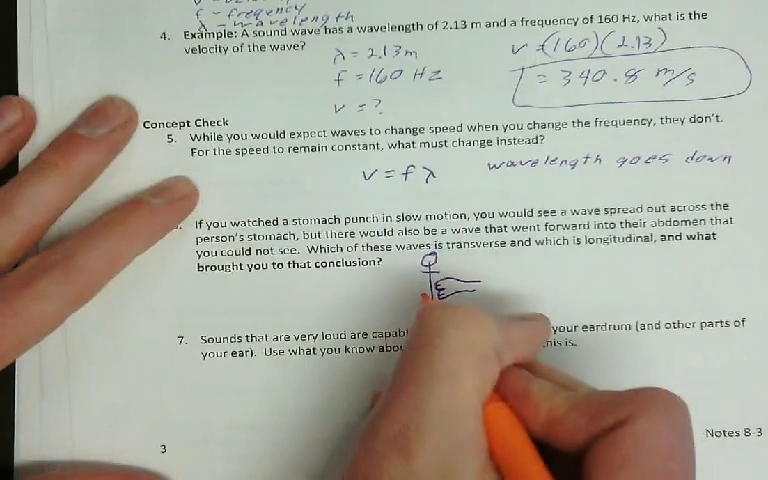 f - frequency
λ - wavelength
4. Example: A sound wave has a wavelength of 2.13 m and a frequency of 160 Hz, what is the
velocity of the wave?
λ = 2.13 m
f = 160 Hz
v = ?
v = (160)(2.13)
= 340.8 m/s
Concept Check
5. While you would expect waves to change speed when you change the frequency, they don't.
For the speed to remain constant, what must change instead?
v = f λ
wavelength goes down
If you watched a stomach punch in slow motion, you would see a wave spread out across the
person's stomach, but there would also be a wave that went forward into their abdomen that
you could not see. Which of these waves is transverse and which is longitudinal, and what
brought you to that conclusion?
7. Sounds that are very loud are your eardrum (and other parts of
your ear). Use what you know is.
Notes 8-3
3